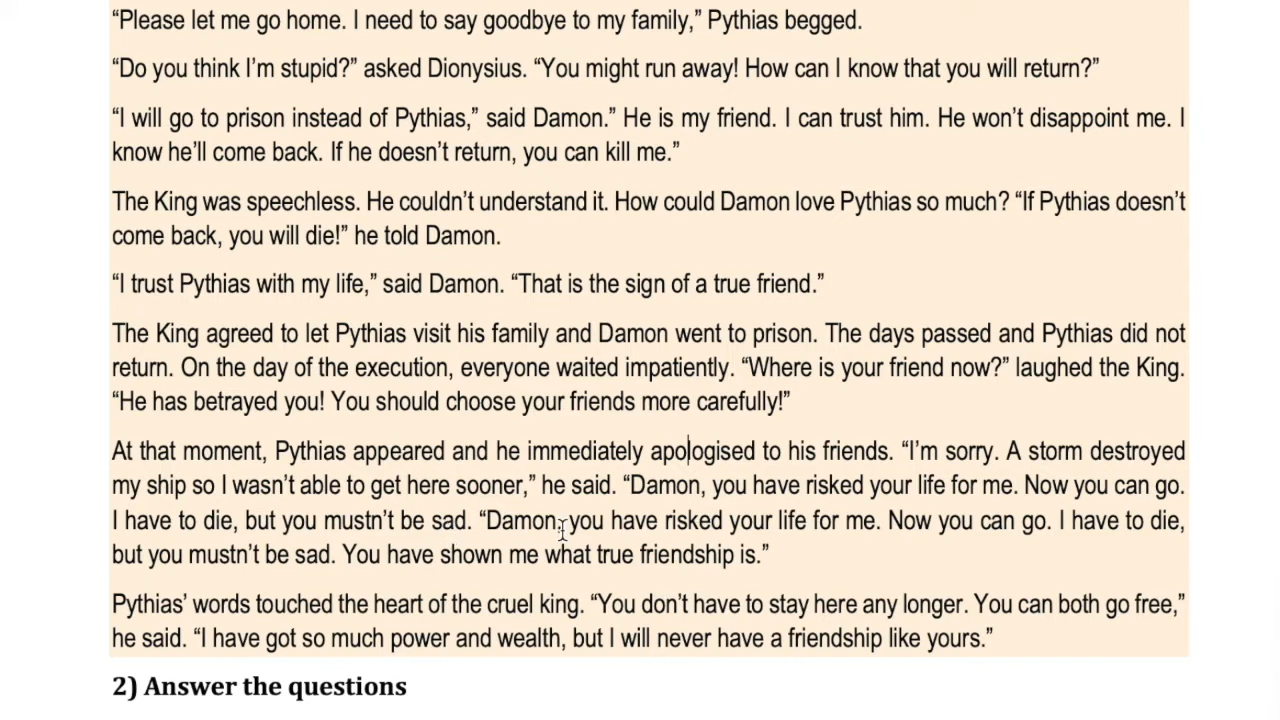 “Please let me go home. I need to say goodbye to my family,” Pythias begged.
“Do you think I’m stupid?” asked Dionysius. “You might run away! How can I know that you will return?”
“I will go to prison instead of Pythias,” said Damon.” He is my friend. I can trust him. He won’t disappoint me. I
know he’ll come back. If he doesn’t return, you can kill me.”
The King was speechless. He couldn’t understand it. How could Damon love Pythias so much? “If Pythias doesn’t
come back, you will die!” he told Damon.
“I trust Pythias with my life,” said Damon. “That is the sign of a true friend.”
The King agreed to let Pythias visit his family and Damon went to prison. The days passed and Pythias did not
return. On the day of the execution, everyone waited impatiently. “Where is your friend now?” laughed the King.
“He has betrayed you! You should choose your friends more carefully!”
At that moment, Pythias appeared and he immediately apologised to his friends. “I’m sorry. A storm destroyed
my ship so I wasn’t able to get here sooner,” he said. “Damon, you have risked your life for me. Now you can go.
I have to die, but you mustn’t be sad. “Damon, you have risked your life for me. Now you can go. I have to die,
but you mustn’t be sad. You have shown me what true friendship is.”
Pythias’ words touched the heart of the cruel king. “You don’t have to stay here any longer. You can both go free,”
he said. “I have got so much power and wealth, but I will never have a friendship like yours.”
2) Answer the questions